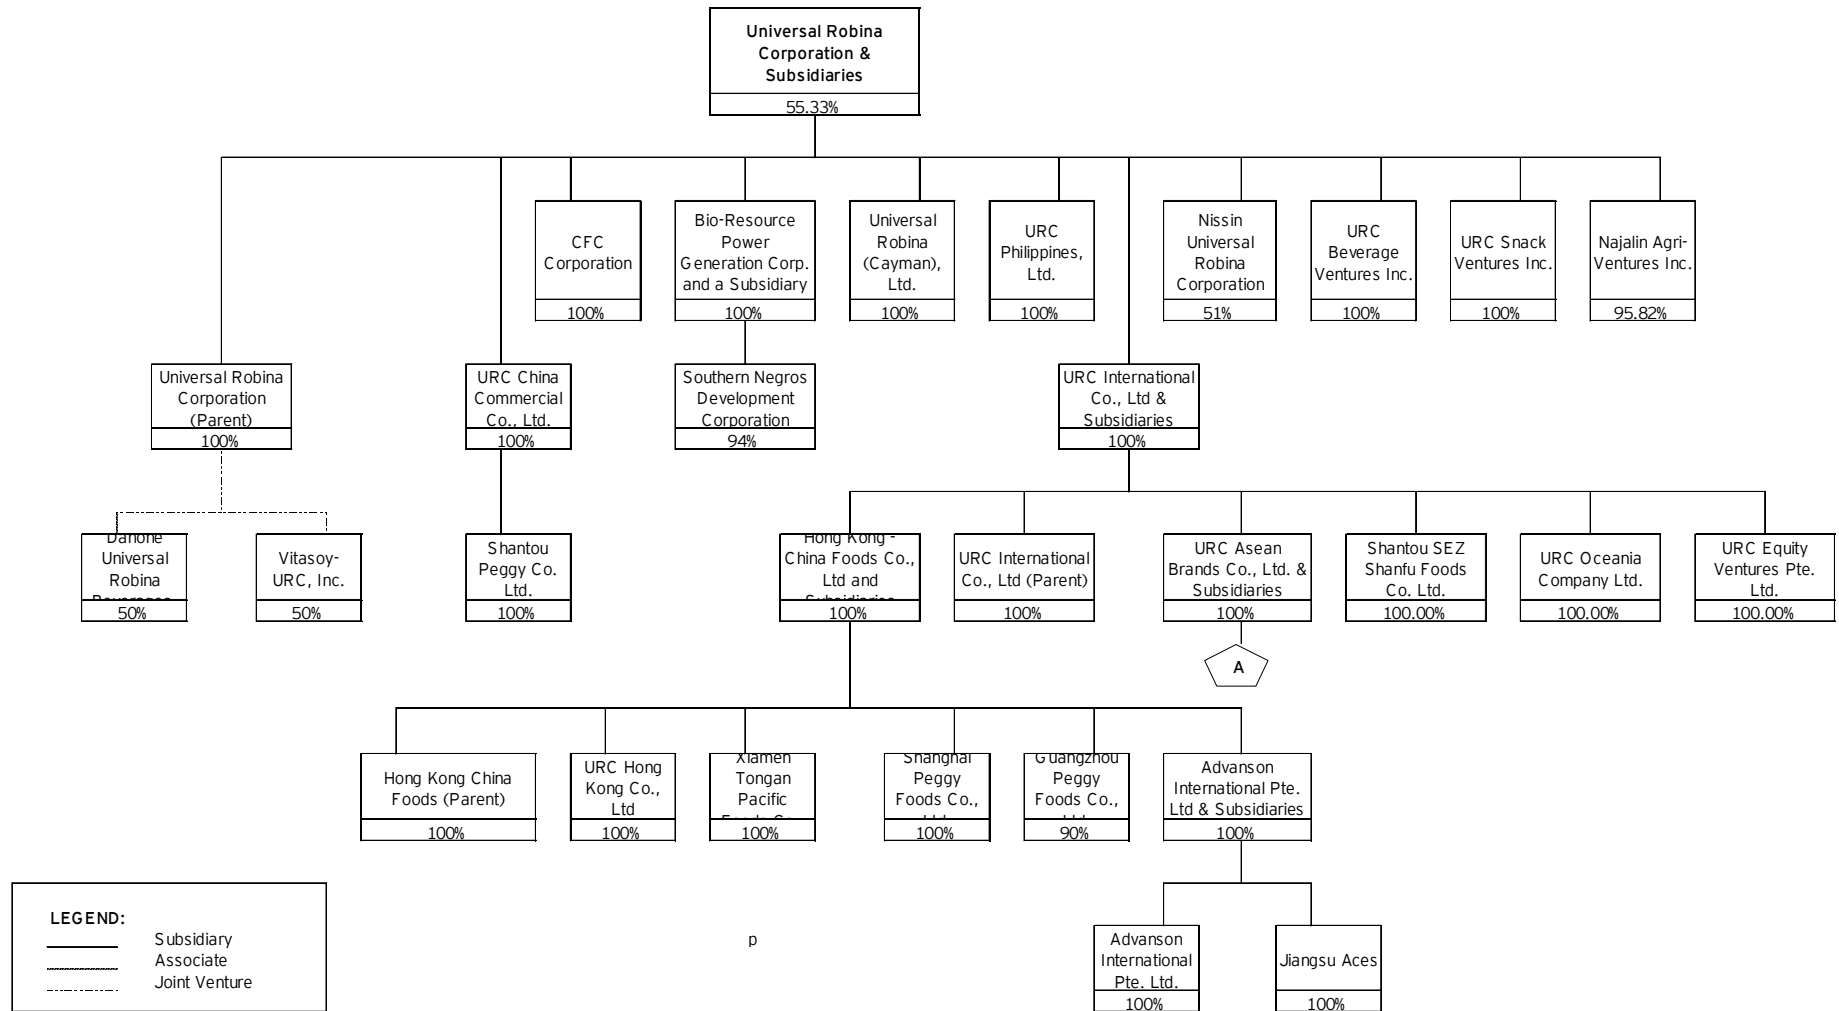 Universal Robina
Corporation &
Subsidiaries
55.33%
CFC
Corporation
100%
Bio-Resource
Power
Generation Corp.
and a Subsidiary
100%
Universal
Robina
(Cayman),
Ltd.
100%
URC
Philippines,
Ltd.
100%
Nissin
Universal
Robina
Corporation
51%
URC
Beverage
Ventures Inc.
100%
URC Snack
Ventures Inc.
100%
Najalin Agri-
Ventures Inc.
95.82%
Universal Robina
Corporation
(Parent)
100%
URC China
Commercial
Co., Ltd.
100%
Southern Negros
Development
Corporation
94%
URC International
Co., Ltd &
Subsidiaries
100%
Danone
Universal
Robina
Beverages
50%
Vitasoy-
URC, Inc.
50%
Shantou
Peggy Co.
Ltd.
100%
Hong Kong -
China Foods Co.,
Ltd and
Subsidiaries
100%
URC International
Co., Ltd (Parent)
100%
URC Asean
Brands Co., Ltd. &
Subsidiaries
100%
Shantou SEZ
Shanfu Foods
Co. Ltd.
100.00%
URC Oceania
Company Ltd.
100.00%
URC Equity
Ventures Pte.
Ltd.
100.00%
A
Hong Kong China
Foods (Parent)
100%
URC Hong
Kong Co.,
Ltd
100%
Xiamen
Tongan
Pacific
100%
Shanghai
Peggy
Foods Co.,
100%
Guangzhou
Peggy
Foods Co.,
90%
Advanson
International Pte.
Ltd & Subsidiaries
100%
Advanson
International
Pte. Ltd.
100%
Jiangsu Aces
100%
LEGEND:
Subsidiary
Associate
Joint Venture
p